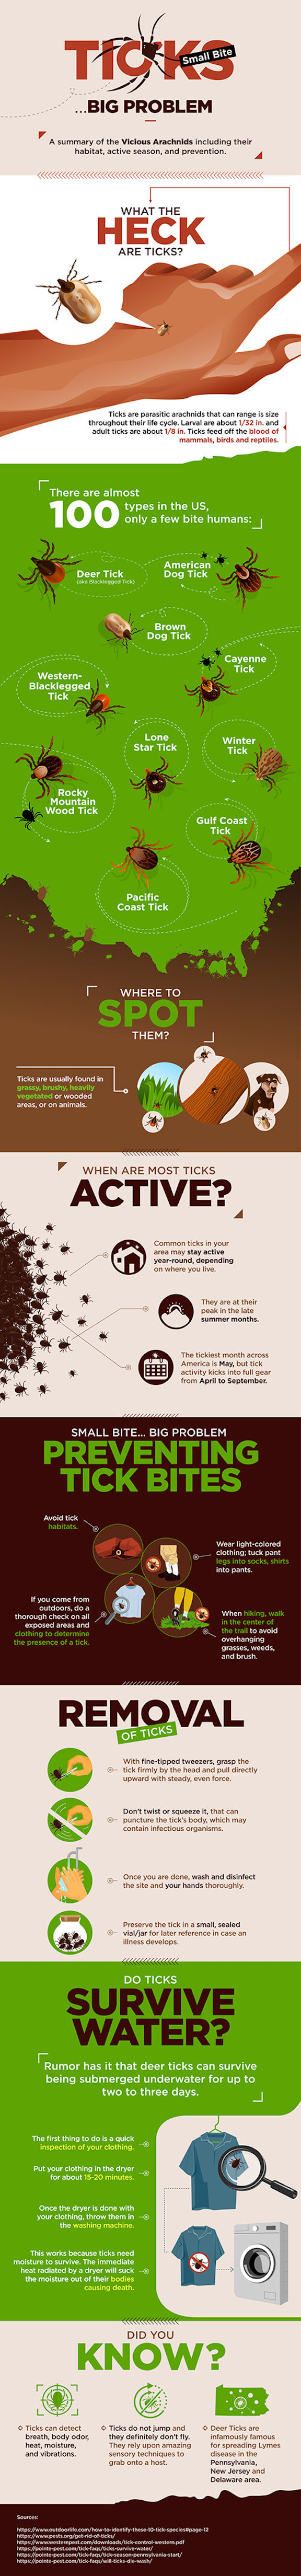 TICKS
Small Bite
...BIG PROBLEM
A summary of the Vicious Arachnids including their
habitat, active season, and prevention.
WHAT THE
HECK
ARE TICKS?
Ticks are parasitic arachnids that can range is size
throughout their life cycle. Larval are about 1/32 in. and
adult ticks are about 1/8 in. Ticks feed off the blood of
mammals, birds and reptiles.
There are almost
100 types in the US,
only a few bite humans:
Deer Tick
(aka Blacklegged Tick)
American
Dog Tick
Brown
Dog Tick
Cayenne
Tick
Western-
Blacklegged
Tick
Lone
Star Tick
Winter
Tick
Rocky
Mountain
Wood Tick
Gulf Coast
Tick
Pacific
Coast Tick
WHERE TO
SPOT
THEM?
Ticks are usually found in
grassy, brushy, heavily
vegetated or wooded
areas, or on animals.
WHEN ARE MOST TICKS
ACTIVE?
Common ticks in your
area may stay active
year-round, depending
on where you live.
They are at their
peak in the late
summer months.
The tickiest month across
America is May, but tick
activity kicks into full gear
from April to September.
SMALL BITE... BIG PROBLEM
PREVENTING
TICK BITES
Avoid tick
habitats.
Wear light-colored
clothing; tuck pant
legs into socks, shirts
into pants.
If you come from
outdoors, do a
thorough check on all
exposed areas and
clothing to determine
the presence of a tick.
When hiking, walk
in the center of
the trail to avoid
overhanging
grasses, weeds,
and brush.
REMOVAL
OF TICKS
With fine-tipped tweezers, grasp the
tick firmly by the head and pull directly
upward with steady, even force.
Don't twist or squeeze it, that can
puncture the tick's body, which may
contain infectious organisms.
Once you are done, wash and disinfect
the site and your hands thoroughly.
Preserve the tick in a small, sealed
vial/jar for later reference in case an
illness develops.
DO TICKS
SURVIVE
WATER?
Rumor has it that deer ticks can survive
being submerged underwater for up to
two to three days.
The first thing to do is a quick
inspection of your clothing.
Put your clothing in the dryer
for about 15-20 minutes.
Once the dryer is done with
your clothing, throw them in
the washing machine.
This works because ticks need
moisture to survive. The immediate
heat radiated by a dryer will suck
the moisture out of their bodies
causing death.
DID YOU
KNOW?
Ticks can detect
breath, body odor,
heat, moisture,
and vibrations.
Ticks do not jump and
they definitely don't fly.
They rely upon amazing
sensory techniques to
grab onto a host.
Deer Ticks are
infamously famous
for spreading Lymes
disease in the
Pennsylvania,
New Jersey and
Delaware area.
Sources:
https://www.outdoorlife.com/how-to-identify-these-10-tick-species#page-12
https://www.pests.org/get-rid-of-ticks/
https://www.westernpest.com/downloads/tick-control-western.pdf
https://pointe-pest.com/tick-faqs/ticks-survive-water/
https://pointe-pest.com/tick-faqs/tick-season-pennsylvania-start/
https://pointe-pest.com/tick-faqs/will-ticks-die-wash/